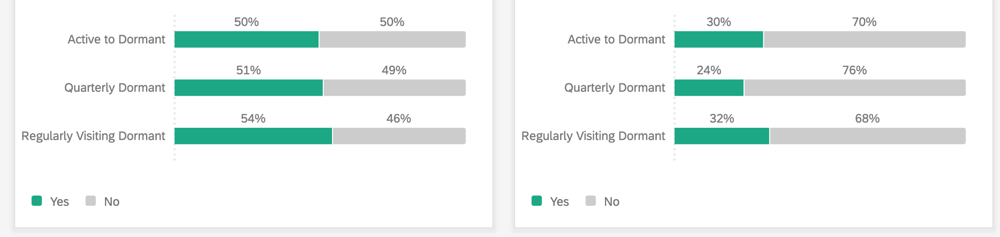 50% 50%
Active to Dormant
51% 49%
Quarterly Dormant
54% 46%
Regularly Visiting Dormant
Yes No
30% 70%
Active to Dormant
24% 76%
Quarterly Dormant
32% 68%
Regularly Visiting Dormant
Yes No